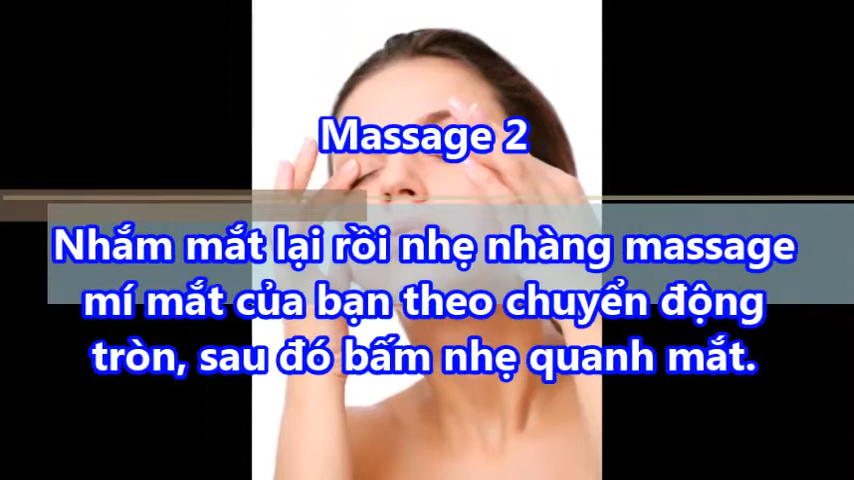 Massage 2
Nhắm mắt lại rồi nhẹ nhàng massage
mí mắt của bạn theo chuyển động
tròn, sau đó bấm nhẹ quanh mắt.